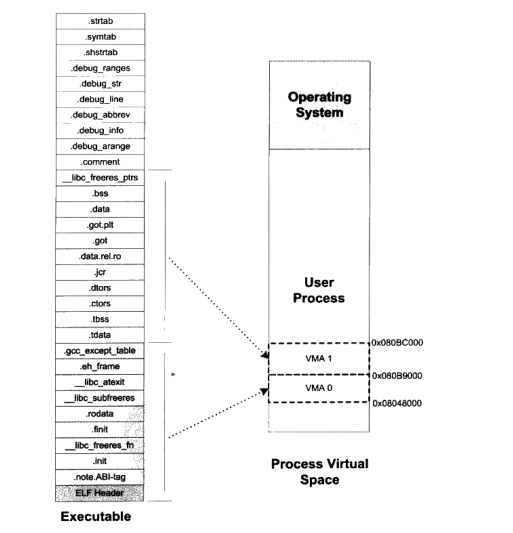 .strtab
.symtab
.shstrtab
.debug_ranges
.debug_str
.debug_line
.debug_abbrev
.debug_info
.debug_arange
.comment
__libc_freeres_ptrs
.bss
.data
.got.plt
.got
.data.rel.ro
.jcr
.dtors
.ctors
.tbss
.tdata
.gcc_except_table
.eh_frame
__libc_atexit
__libc_subfreeres
.rodata
.finit
__libc_freeres_fn
.init
.note.ABI-tag
ELF Header
Executable
Operating
System
User
Process
0x080BC000
VMA 1
0x080B9000
VMA 0
0x08048000
Process Virtual
Space